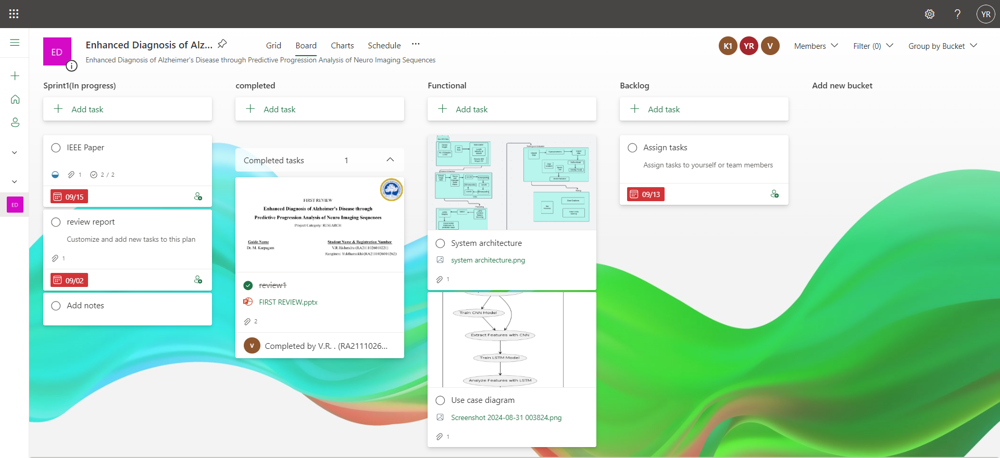 YR
ED
Enhanced Diagnosis of Alz...
Grid
Board
Charts
Schedule
K1
YR
V
Members
Filter (0)
Group by Bucket
Enhanced Diagnosis of Alzheimer's Disease through Predictive Progression Analysis of Neuro Imaging Sequences
Sprint1(In progress)
completed
Functional
Backlog
Add new bucket
Add task
Add task
Add task
Add task
IEEE Paper
1
2 / 2
09/15
review report
Customize and add new tasks to this plan
1
09/02
Add notes
Completed tasks
1
FIRST REVIEW
Enhanced Diagnosis of Alzheimer's Disease through
Predictive Progression Analysis of Neuro Imaging Sequences
Project Category: RESEARCH
Guide Name
Dr. M. Karpagam
Student Name & Registration Number
V.R.Rishendra (RA2111026010221)
Rangineni Yukthamukhi (RA2111026010262)
review1
FIRST REVIEW.pptx
2
V
Completed by V.R. . (RA2111026...
System architecture
system architecture.png
1
Train CNN Model
Extract Features with CNN
Train LSTM Model
Analyze Features with LSTM
Use case diagram
Screenshot 2024-08-31 003824.png
1
Assign tasks
Assign tasks to yourself or team members
09/13
ED